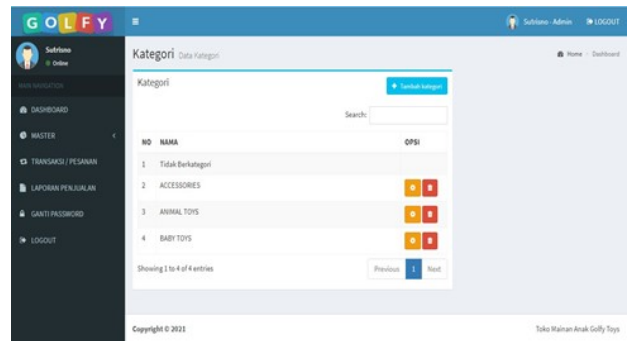 GOLFY
Sutrisno - Admin LOGOUT
Sutrisno
Online
MAIN NAVIGATION
DASHBOARD
MASTER
TRANSAKSI / PESANAN
LAPORAN PENJUALAN
GANTI PASSWORD
LOGOUT
Kategori Data Kategori
Home > Dashboard
Kategori
+ Tambah kategori
Search:
NO NAMA OPSI
1 Tidak Berkategori
2 ACCESSORIES
3 ANIMAL TOYS
4 BABY TOYS
Showing 1 to 4 of 4 entries
Previous 1 Next
Copyright © 2021
Toko Mainan Anak Golfy Toys